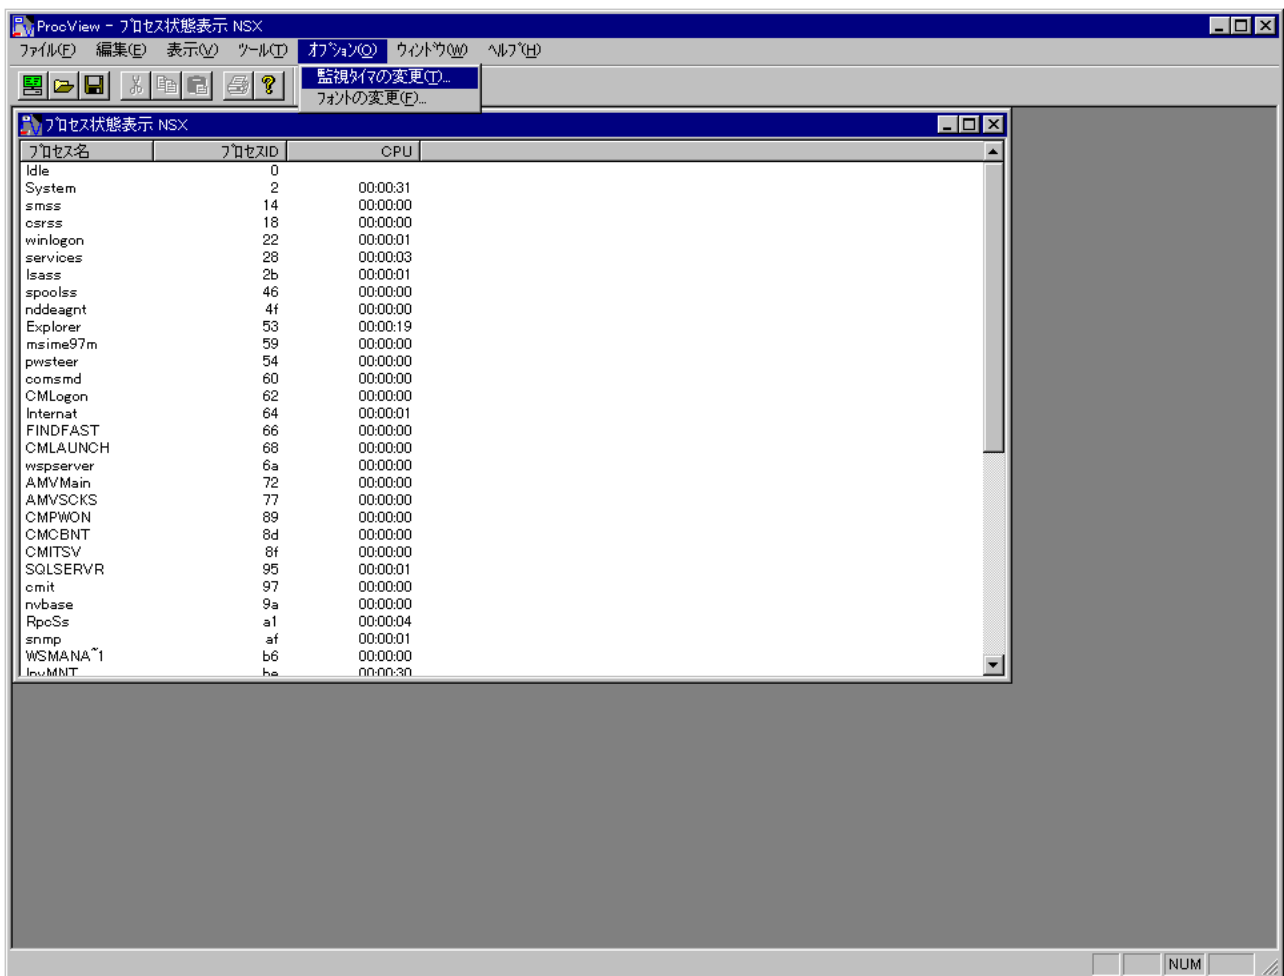 ProcView - プロセス状態表示 NSX
ファイル(F) 編集(E) 表示(V) ツール(T) オプション(O) ウィンドウ(W) ヘルプ(H)
監視タイマの変更(T)...
フォントの変更(F)...
プロセス状態表示 NSX
プロセス名 プロセスID CPU
Idle 0
System 2 00:00:31
smss 14 00:00:00
csrss 18 00:00:00
winlogon 22 00:00:01
services 28 00:00:03
lsass 2b 00:00:01
spoolss 46 00:00:00
nddeagnt 4f 00:00:00
Explorer 53 00:00:19
msime97m 59 00:00:00
pwsteer 54 00:00:00
comsmd 60 00:00:00
CMLogon 62 00:00:00
Internat 64 00:00:01
FINDFAST 66 00:00:00
CMLAUNCH 68 00:00:00
wspserver 6a 00:00:00
AMVMain 72 00:00:00
AMVSCKS 77 00:00:00
CMPWON 89 00:00:00
CMCBNT 8d 00:00:00
CMITSV 8f 00:00:00
SQLSERVR 95 00:00:01
cmit 97 00:00:00
nvbase 9a 00:00:00
RpcSs a1 00:00:04
snmp af 00:00:01
WSMANA~1 b6 00:00:00
InvMNT be 00:00:30
NUM